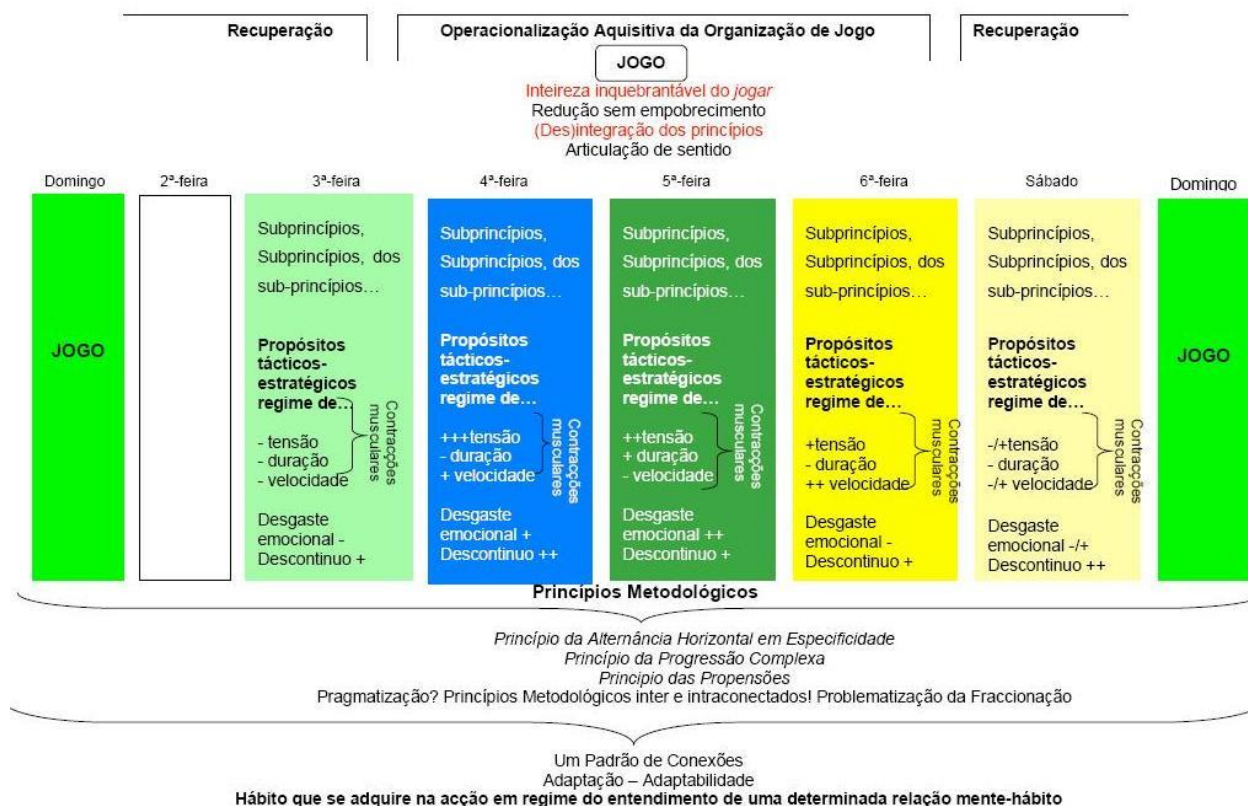 Recuperação
Operacionalização Aquisitiva da Organização de Jogo
Recuperação
JOGO
Inteireza inquebrantável do jogar
Redução sem empobrecimento
(Des)integração dos princípios
Articulação de sentido
Domingo
2ª-feira
3ª-feira
4ª-feira
5ª-feira
6ª-feira
Sábado
Domingo
JOGO
Subprincípios,
Subprincípios, dos
sub-princípios…
Propósitos
tácticos-
estratégicos
regime de…
- tensão
- duração
- velocidade
Contracções
musculares
Desgaste
emocional -
Descontinuo +
Subprincípios,
Subprincípios, dos
sub-princípios…
Propósitos
tácticos-
estratégicos
regime de…
+++tensão
- duração
+ velocidade
Contracções
musculares
Desgaste
emocional +
Descontinuo ++
Subprincípios,
Subprincípios, dos
sub-princípios…
Propósitos
tácticos-
estratégicos
regime de…
++tensão
+ duração
- velocidade
Contracções
musculares
Desgaste
emocional ++
Descontinuo +
Subprincípios,
Subprincípios, dos
sub-princípios…
Propósitos
tácticos-
estratégicos
regime de…
+tensão
- duração
++ velocidade
Contracções
musculares
Desgaste
emocional -
Descontinuo +
Subprincípios,
Subprincípios, dos
sub-princípios…
Propósitos
tácticos-
estratégicos
regime de…
-/+tensão
- duração
-/+ velocidade
Contracções
musculares
Desgaste
emocional -/+
Descontinuo ++
JOGO
Princípios Metodológicos
Princípio da Alternância Horizontal em Especificidade
Princípio da Progressão Complexa
Principio das Propensões
Pragmatização? Princípios Metodológicos inter e intraconectados! Problematização da Fraccionação
Um Padrão de Conexões
Adaptação – Adaptabilidade
Hábito que se adquire na acção em regime do entendimento de uma determinada relação mente-hábito